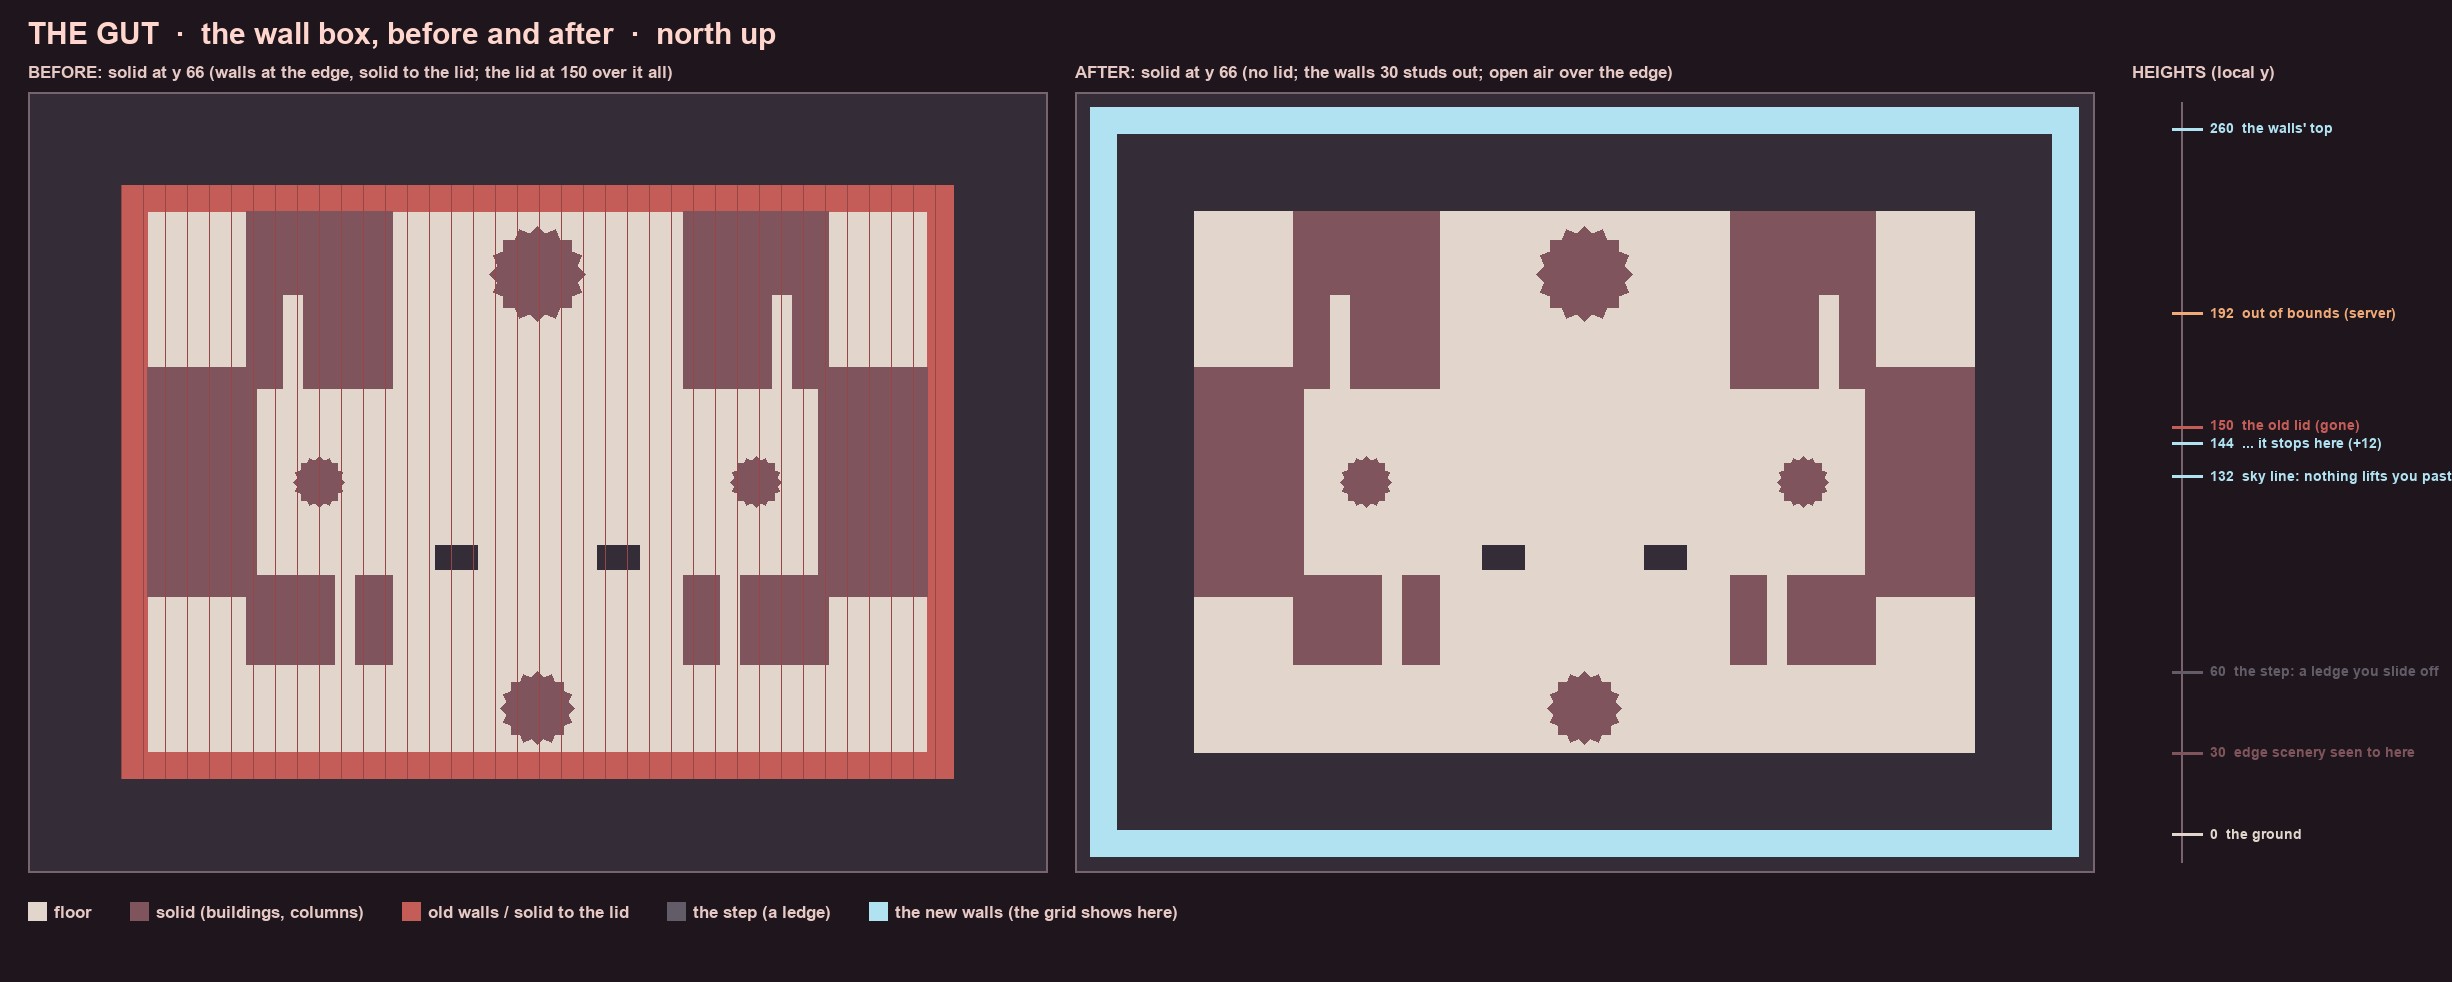 THE GUT · the wall box, before and after · north up
BEFORE: solid at y 66 (walls at the edge, solid to the lid; the lid at 150 over it all)
AFTER: solid at y 66 (no lid; the walls 30 studs out; open air over the edge)
HEIGHTS (local y)
260 the walls' top
192 out of bounds (server)
150 the old lid (gone)
144 ... it stops here (+12)
132 sky line: nothing lifts you past
60 the step: a ledge you slide off
30 edge scenery seen to here
0 the ground
floor
solid (buildings, columns)
old walls / solid to the lid
the step (a ledge)
the new walls (the grid shows here)